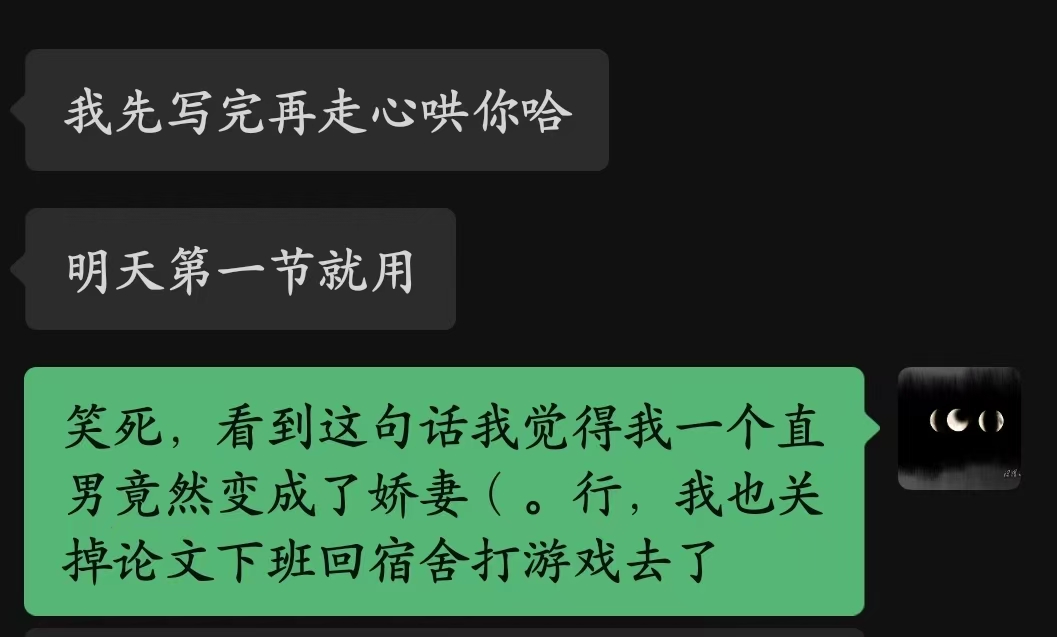 我先写完再走心哄你哈
明天第一节就用
笑死，看到这句话我觉得我一个直
男竟然变成了娇妻（。行，我也关
掉论文下班回宿舍打游戏去了